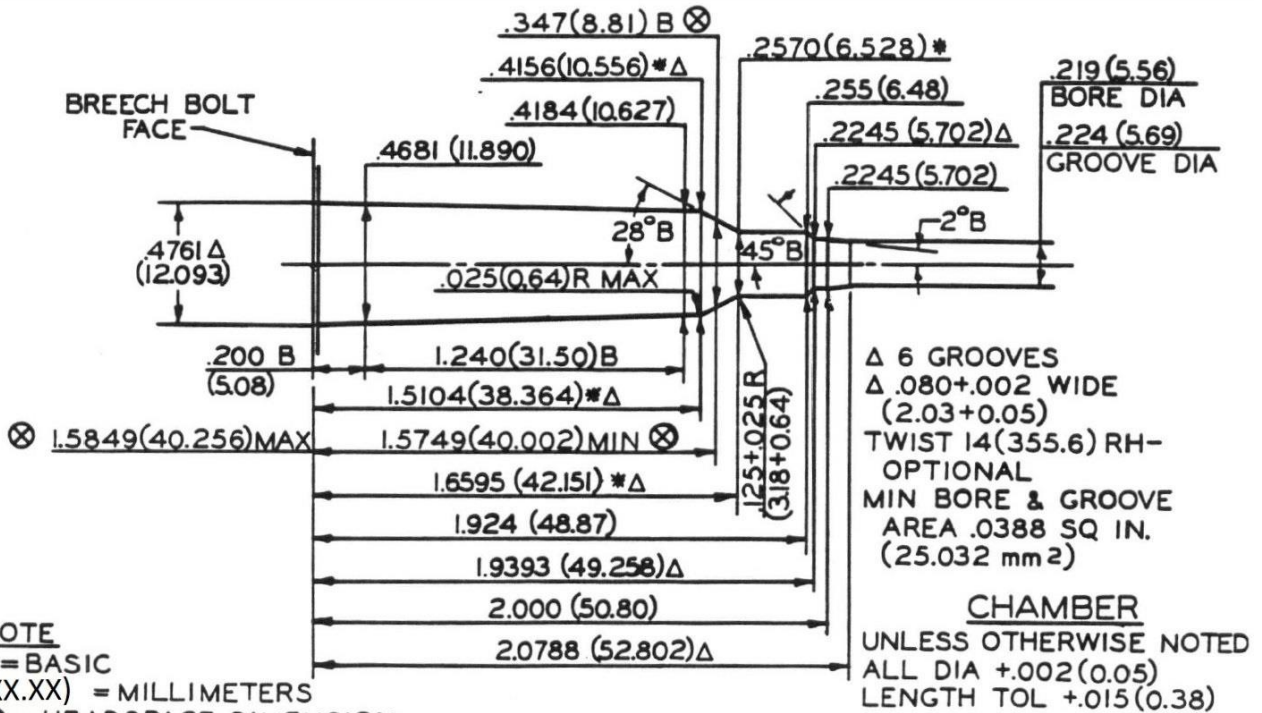 .347(8.81) B ⊗
.2570(6.528)*
.4156(10.556)*Δ
.219(5.56)
BORE DIA
.255(6.48)
BREECH BOLT
FACE
.4184(10.627)
.2245(5.702)Δ
.224(5.69)
GROOVE DIA
.4681(11.890)
.2245(5.702)
2°B
28°B
45°B
.4761Δ
(12.093)
.025(0.64)R MAX
.200 B
(5.08)
1.240(31.50)B
1.5104(38.364)*Δ
⊗ 1.5849(40.256)MAX
1.5749(40.002)MIN ⊗
.125+.025 R
(3.18+0.64)
1.6595(42.151)*Δ
1.924(48.87)
1.9393(49.258)Δ
2.000(50.80)
2.0788(52.802)Δ
Δ 6 GROOVES
Δ .080+.002 WIDE
(2.03+0.05)
TWIST 14(355.6) RH-
OPTIONAL
MIN BORE & GROOVE
AREA .0388 SQ IN.
(25.032 mm2)
CHAMBER
UNLESS OTHERWISE NOTED
ALL DIA +.002(0.05)
LENGTH TOL +.015(0.38)
OTE
=BASIC
X.XX) =MILLIMETERS